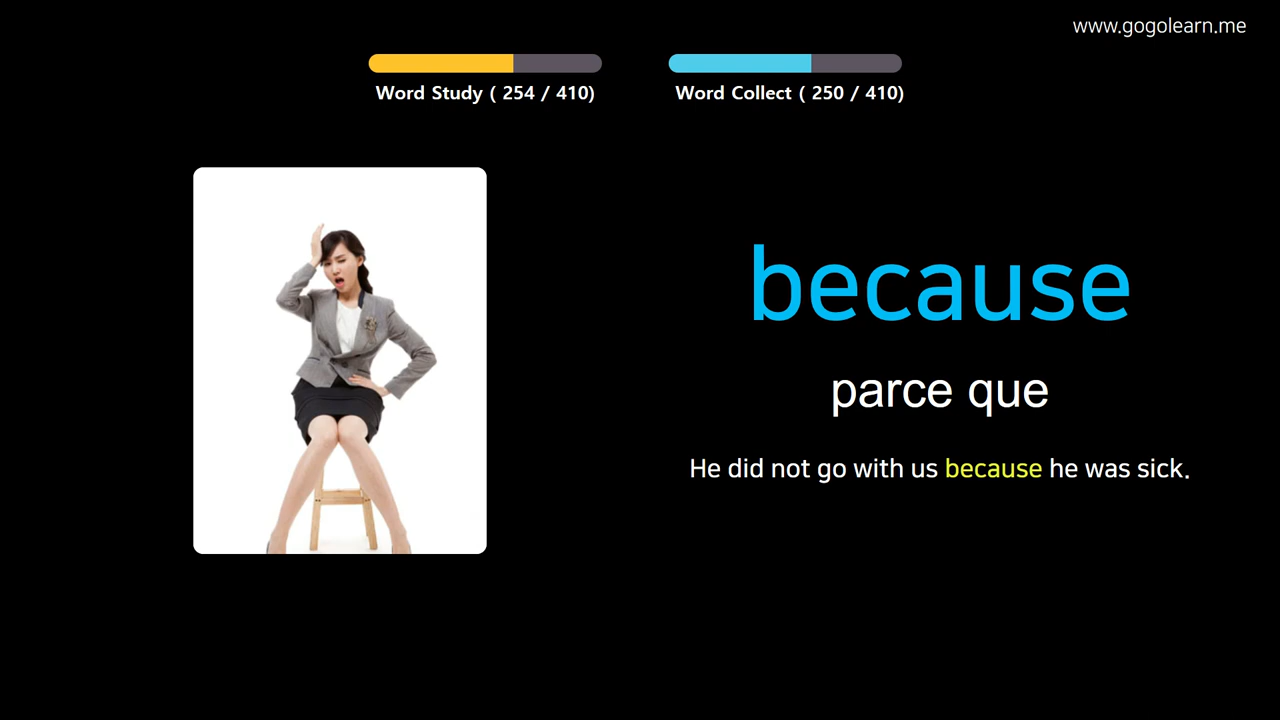 www.gogolearn.me
Word Study ( 254 / 410)
Word Collect ( 250 / 410)
because
parce que
He did not go with us because he was sick.